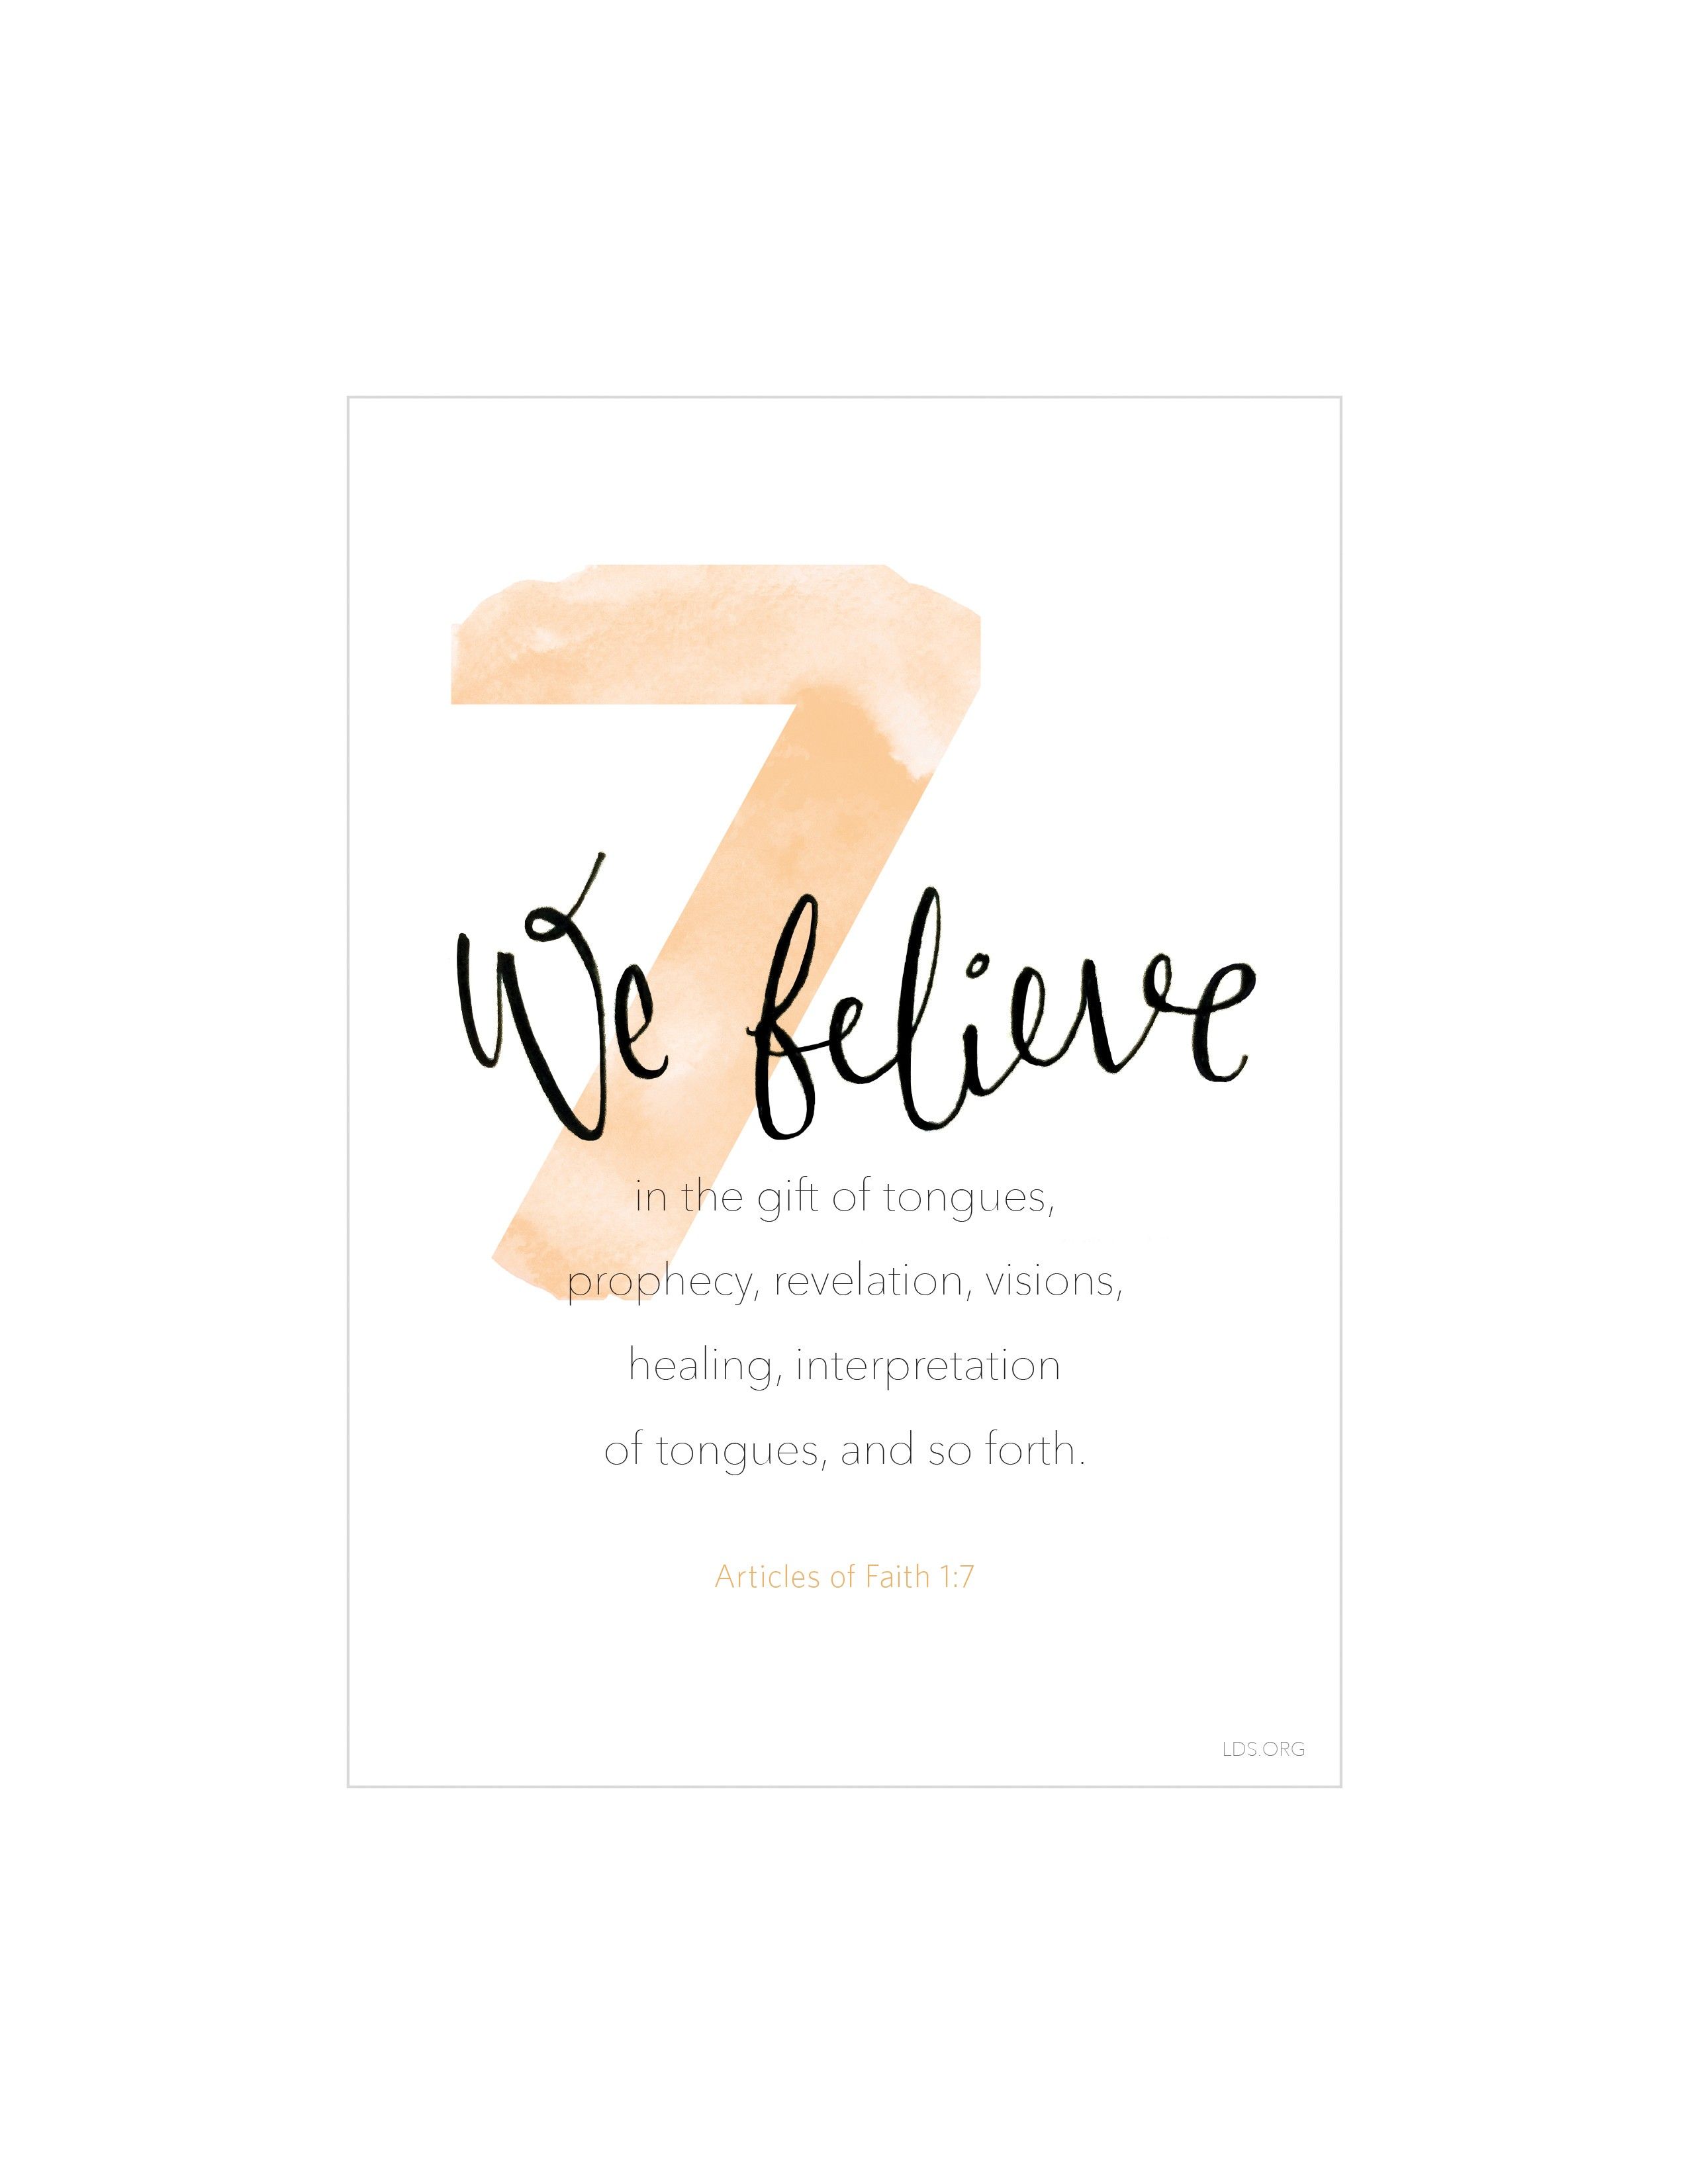 7
We believe
in the gift of tongues,
prophecy, revelation, visions,
healing, interpretation
of tongues, and so forth.
Articles of Faith 1:7
LDS.ORG